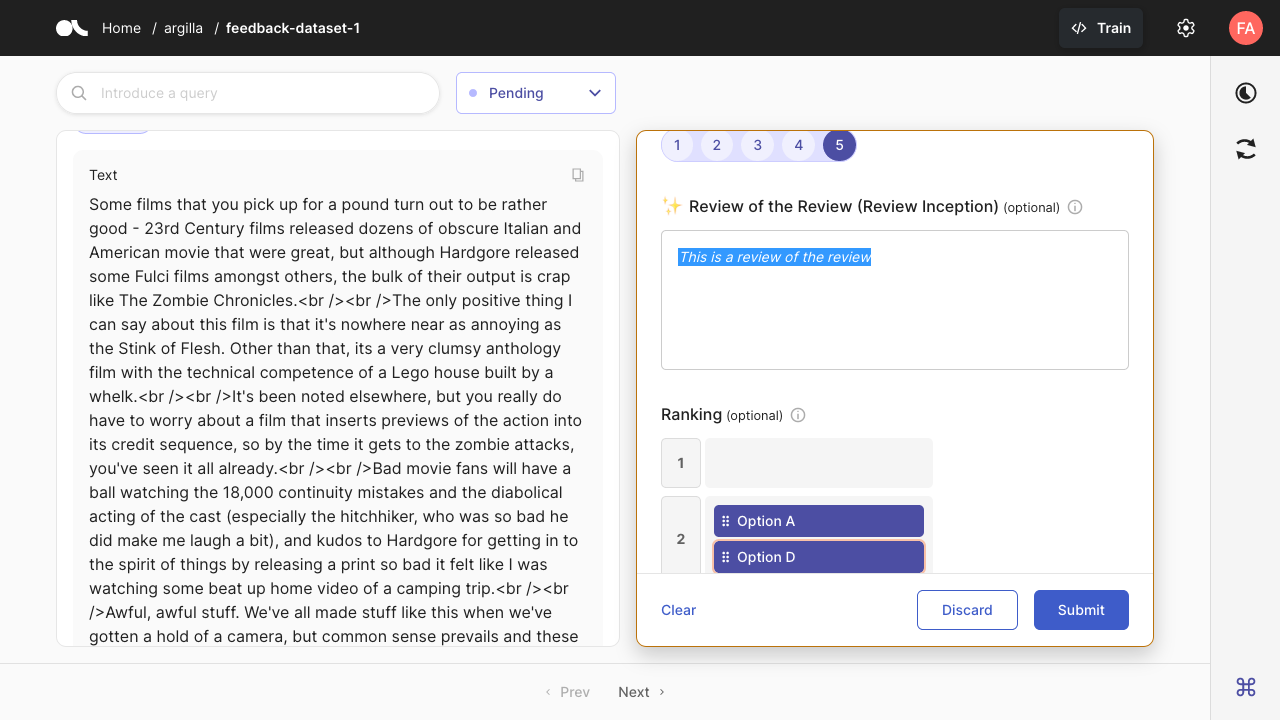 Home / argilla / feedback-dataset-1
Train
FA
Introduce a query
Pending
Text
Some films that you pick up for a pound turn out to be rather
good - 23rd Century films released dozens of obscure Italian and
American movie that were great, but although Hardgore released
some Fulci films amongst others, the bulk of their output is crap
like The Zombie Chronicles.<br /><br />The only positive thing I
can say about this film is that it's nowhere near as annoying as
the Stink of Flesh. Other than that, its a very clumsy anthology
film with the technical competence of a Lego house built by a
whelk.<br /><br />It's been noted elsewhere, but you really do
have to worry about a film that inserts previews of the action into
its credit sequence, so by the time it gets to the zombie attacks,
you've seen it all already.<br /><br />Bad movie fans will have a
ball watching the 18,000 continuity mistakes and the diabolical
acting of the cast (especially the hitchhiker, who was so bad he
did make me laugh a bit), and kudos to Hardgore for getting in to
the spirit of things by releasing a print so bad it felt like I was
watching some beat up home video of a camping trip.<br /><br
/>Awful, awful stuff. We've all made stuff like this when we've
gotten a hold of a camera, but common sense prevails and these
1 2 3 4 5
✨ Review of the Review (Review Inception) (optional)
This is a review of the review
Ranking (optional)
1
2
Option A
Option D
Clear
Discard
Submit
Prev
Next